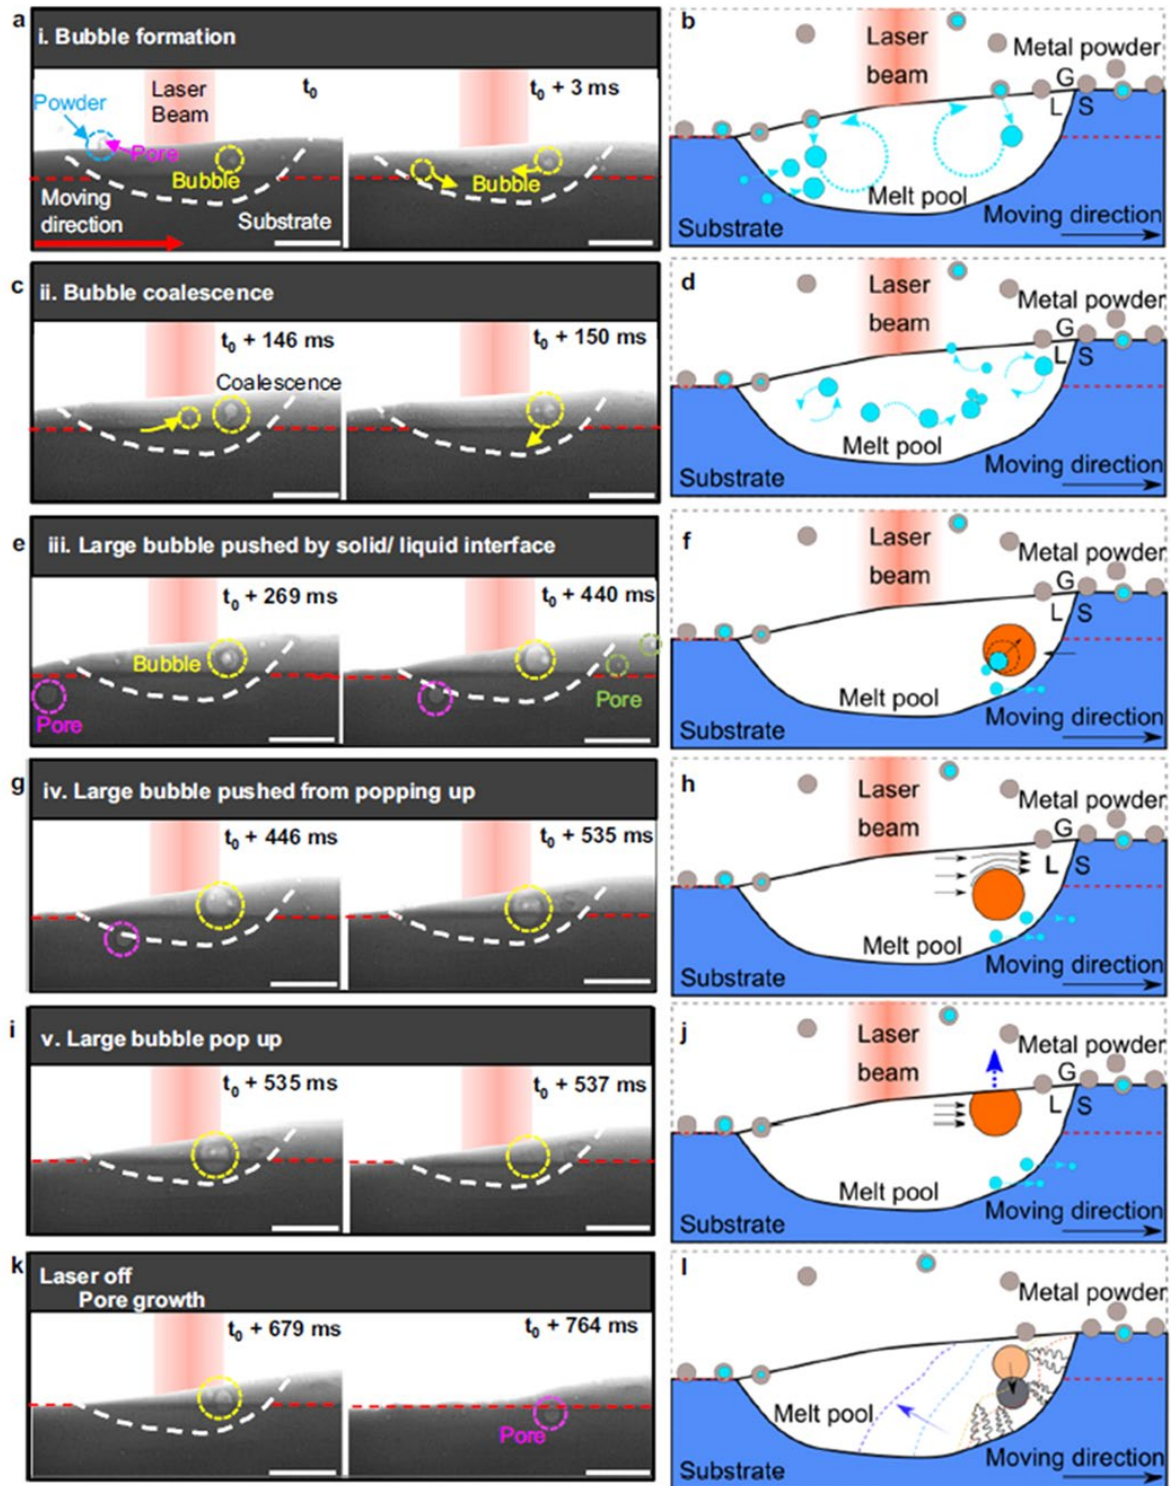 a
i. Bubble formation
Powder
Laser
Beam
t0
Pore
Bubble
Moving
direction
Substrate
t0 + 3 ms
Bubble
b
Laser
beam
Metal powder
G
L S
Melt pool
Substrate
Moving direction
c
ii. Bubble coalescence
t0 + 146 ms
Coalescence
t0 + 150 ms
d
Laser
beam
Metal powder
G
L S
Melt pool
Substrate
Moving direction
e
iii. Large bubble pushed by solid/ liquid interface
t0 + 269 ms
Bubble
Pore
t0 + 440 ms
Pore
f
Laser
beam
Metal powder
G
L S
Melt pool
Substrate
Moving direction
g
iv. Large bubble pushed from popping up
t0 + 446 ms
t0 + 535 ms
h
Laser
beam
Metal powder
G
L S
Melt pool
Substrate
Moving direction
i
v. Large bubble pop up
t0 + 535 ms
t0 + 537 ms
j
Laser
beam
Metal powder
G
L S
Melt pool
Substrate
Moving direction
k
Laser off
Pore growth
t0 + 679 ms
t0 + 764 ms
Pore
l
Metal powder
Melt pool
Substrate
Moving direction